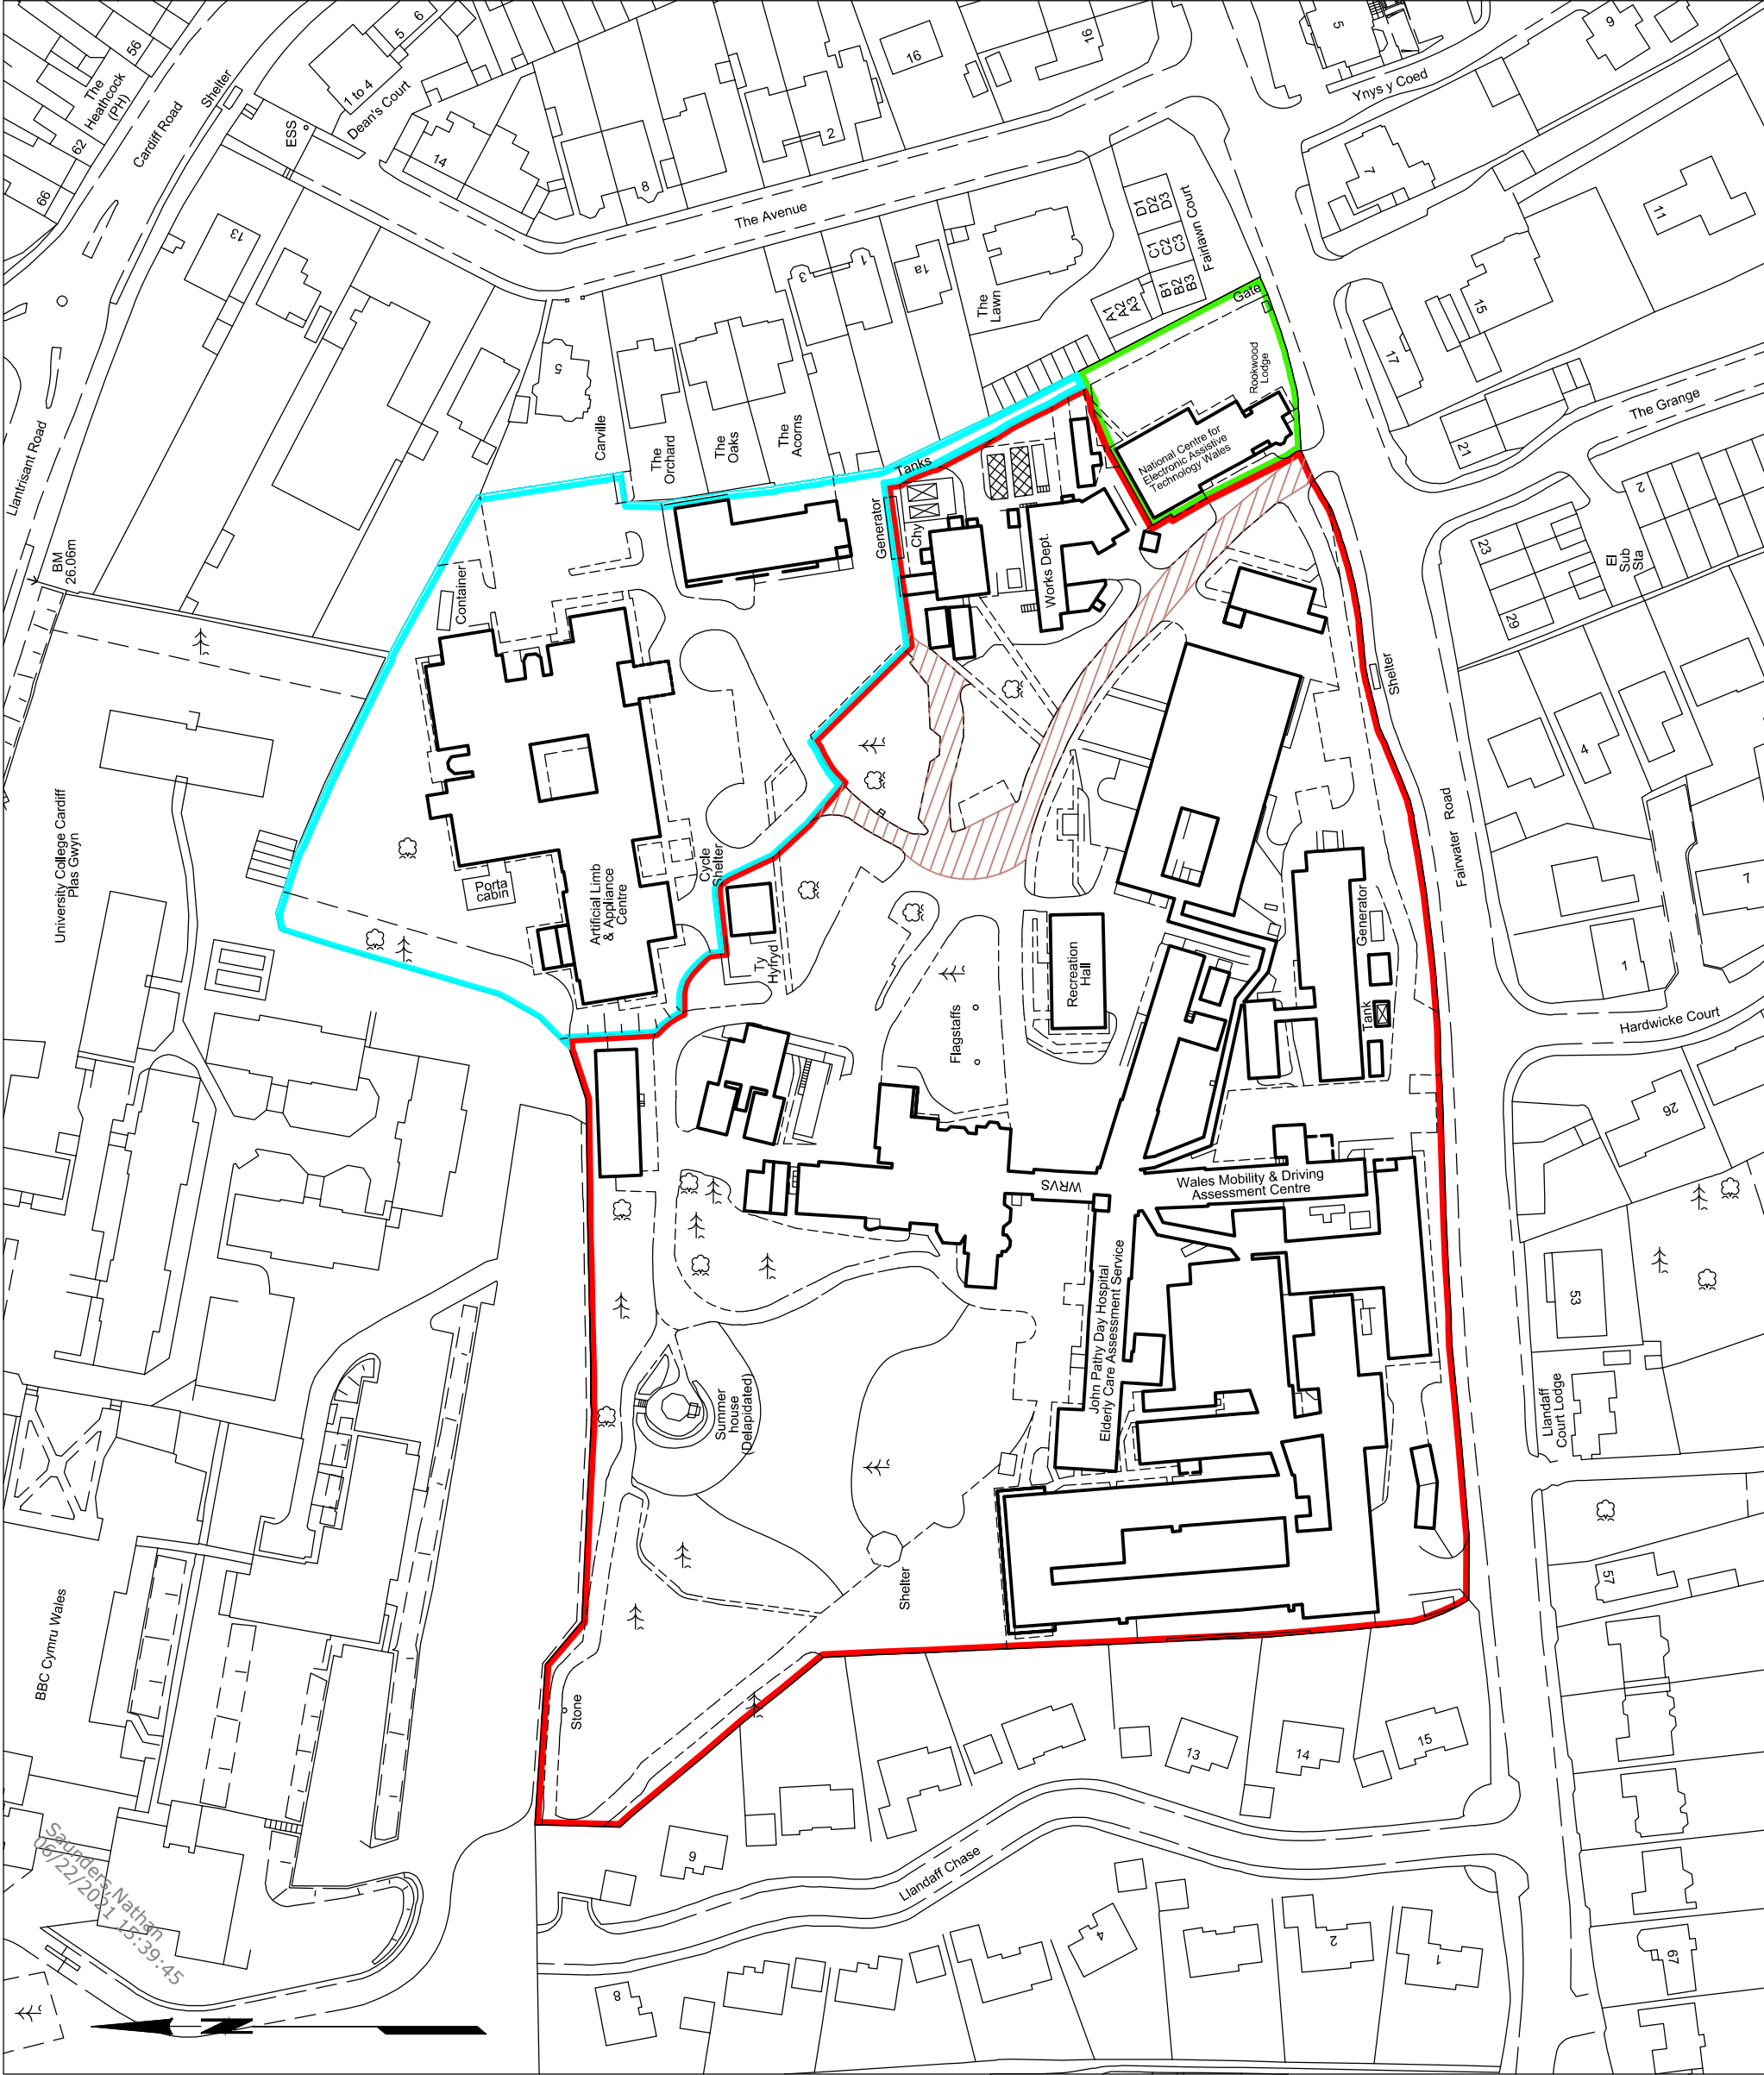 56
The
Heathcock
(PH)
62
66
Cardiff Road
Shelter
5
6
1 to 4
Dean's Court
ESS
14
8
2
16
16
5
9
Ynys y Coed
7
11
13
The Avenue
D1
D2
D3
C1
C2
C3
B1
B2
B3
A1
A2
A3
Fairlawn Court
Gate
15
17
Llantrisant Road
5
3
1
1a
The
Lawn
Rookwood
Lodge
National Centre for
Electronic Assistive
Technology Wales
21
The Grange
2
Carville
The
Orchard
The
Oaks
The
Acorns
Tanks
Generator
Chy
Works Dept.
23
29
El
Sub
Sta
BM
26.06m
Container
Shelter
4
7
1
University College Cardiff
Plas Gwyn
Porta
cabin
Artificial Limb
& Appliance
Centre
Cycle
Shelter
Ty
Hyfryd
Flagstaffs
Recreation
Hall
Generator
Tank
Fairwater Road
Hardwicke Court
26
WRVS
Wales Mobility & Driving
Assessment Centre
John Pathy Day Hospital
Elderly Care Assessment Service
53
Llandaff
Court Lodge
Summer
house
(Delapidated)
Shelter
57
BBC Cymru Wales
Stone
13
14
15
9
Llandaff Chase
8
4
2
1
67
Saunders,Nathan
06/22/2021 15:39:45
N